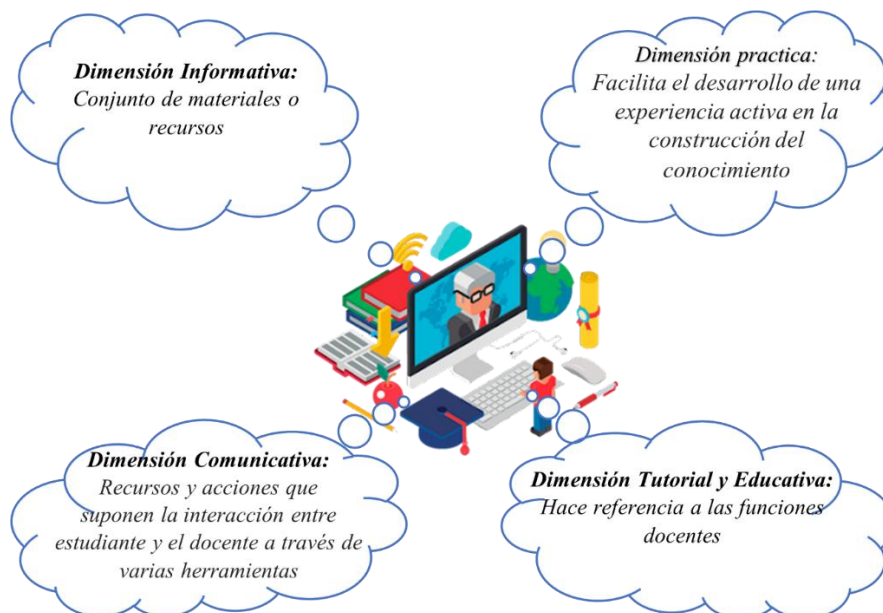 Dimensión Informativa:
Conjunto de materiales o
recursos
Dimensión practica:
Facilita el desarrollo de una
experiencia activa en la
construcción del
conocimiento
Dimensión Comunicativa:
Recursos y acciones que
suponen la interacción entre
estudiante y el docente a través de
varias herramientas
Dimensión Tutorial y Educativa:
Hace referencia a las funciones
docentes